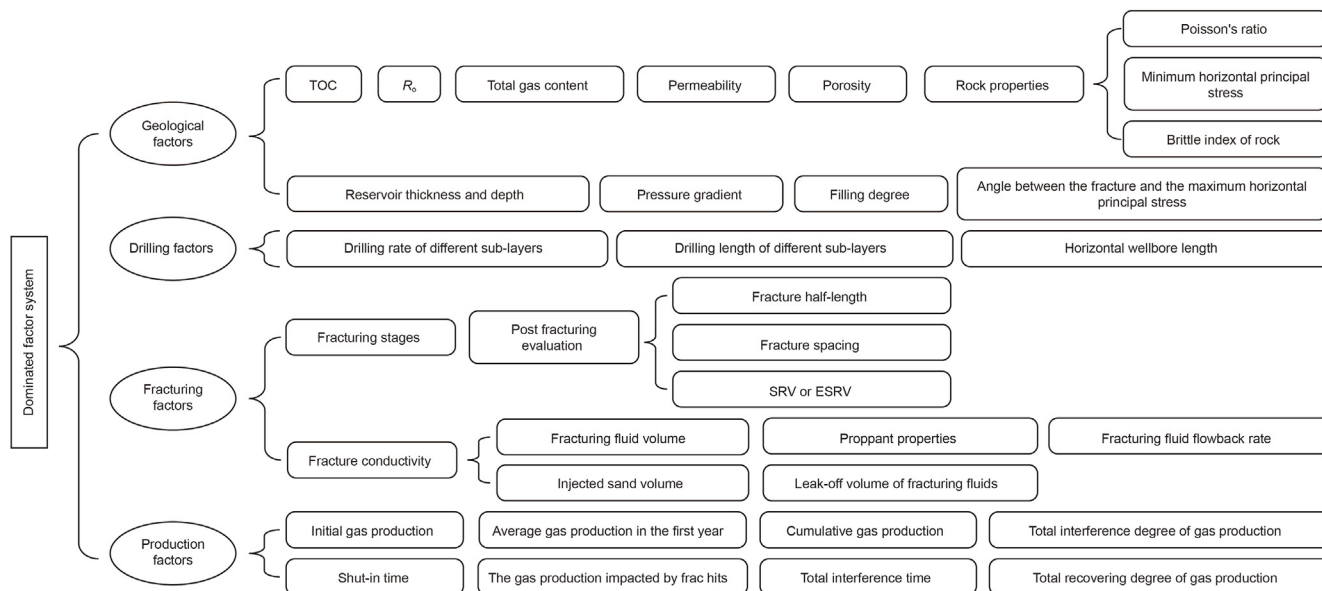 Dominated factor system
Geological
factors
TOC
Ro
Total gas content
Permeability
Porosity
Rock properties
Poisson's ratio
Minimum horizontal principal
stress
Brittle index of rock
Reservoir thickness and depth
Pressure gradient
Filling degree
Angle between the fracture and the maximum horizontal
principal stress
Drilling factors
Drilling rate of different sub-layers
Drilling length of different sub-layers
Horizontal wellbore length
Fracturing
factors
Fracturing stages
Post fracturing
evaluation
Fracture half-length
Fracture spacing
SRV or ESRV
Fracture conductivity
Fracturing fluid volume
Proppant properties
Fracturing fluid flowback rate
Injected sand volume
Leak-off volume of fracturing fluids
Production
factors
Initial gas production
Average gas production in the first year
Cumulative gas production
Total interference degree of gas production
Shut-in time
The gas production impacted by frac hits
Total interference time
Total recovering degree of gas production